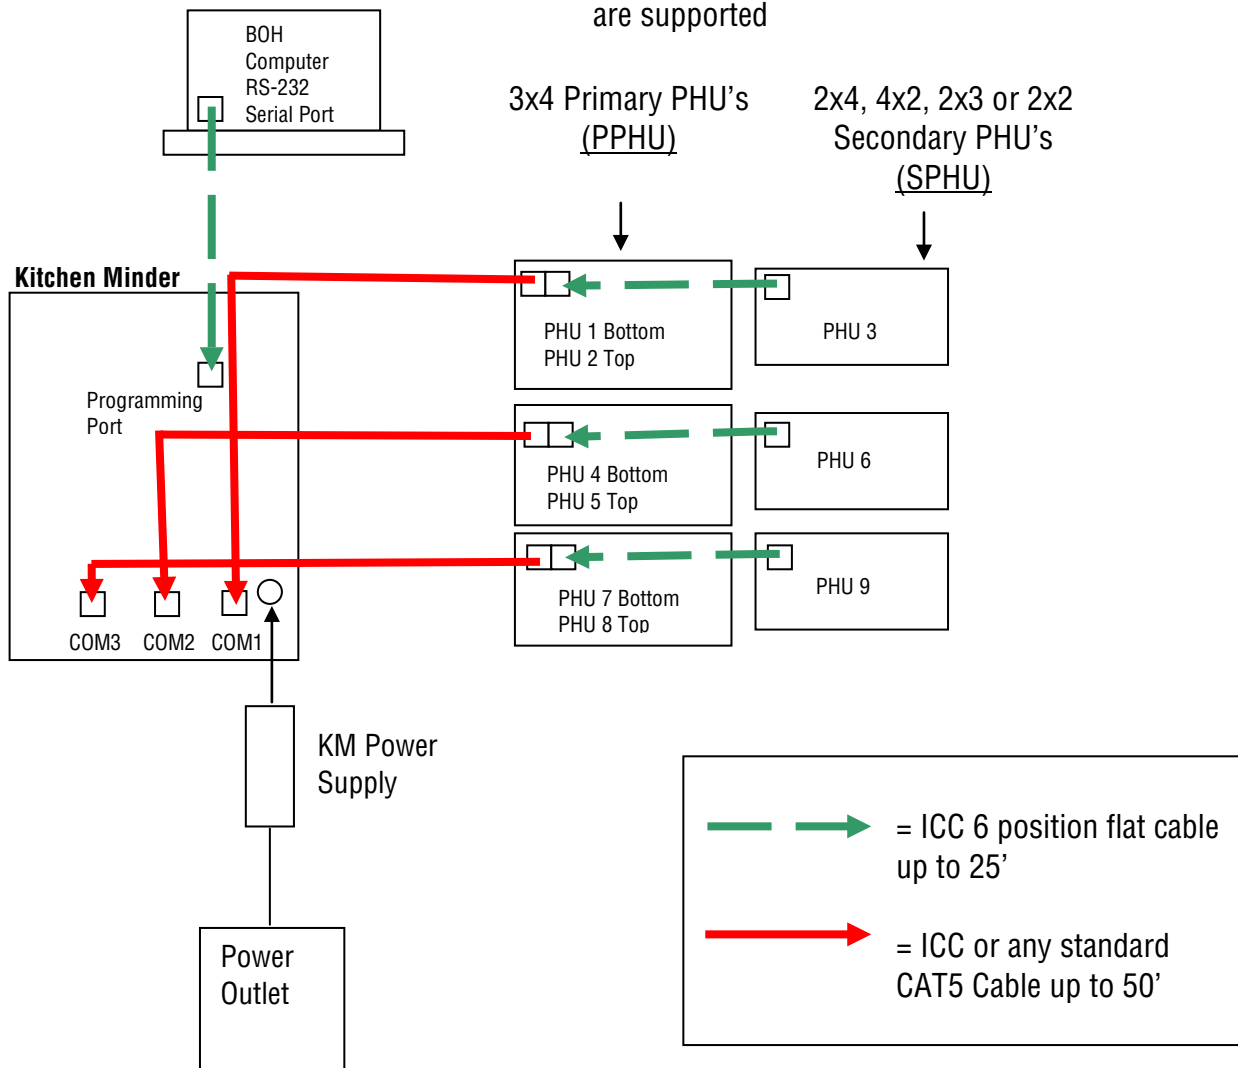 are supported
BOH
Computer
RS-232
Serial Port
3x4 Primary PHU's
(PPHU)
2x4, 4x2, 2x3 or 2x2
Secondary PHU's
(SPHU)
Kitchen Minder
Programming
Port
PHU 1 Bottom
PHU 2 Top
PHU 3
PHU 4 Bottom
PHU 5 Top
PHU 6
PHU 7 Bottom
PHU 8 Top
PHU 9
COM3
COM2
COM1
KM Power
Supply
Power
Outlet
= ICC 6 position flat cable
up to 25’
= ICC or any standard
CAT5 Cable up to 50’